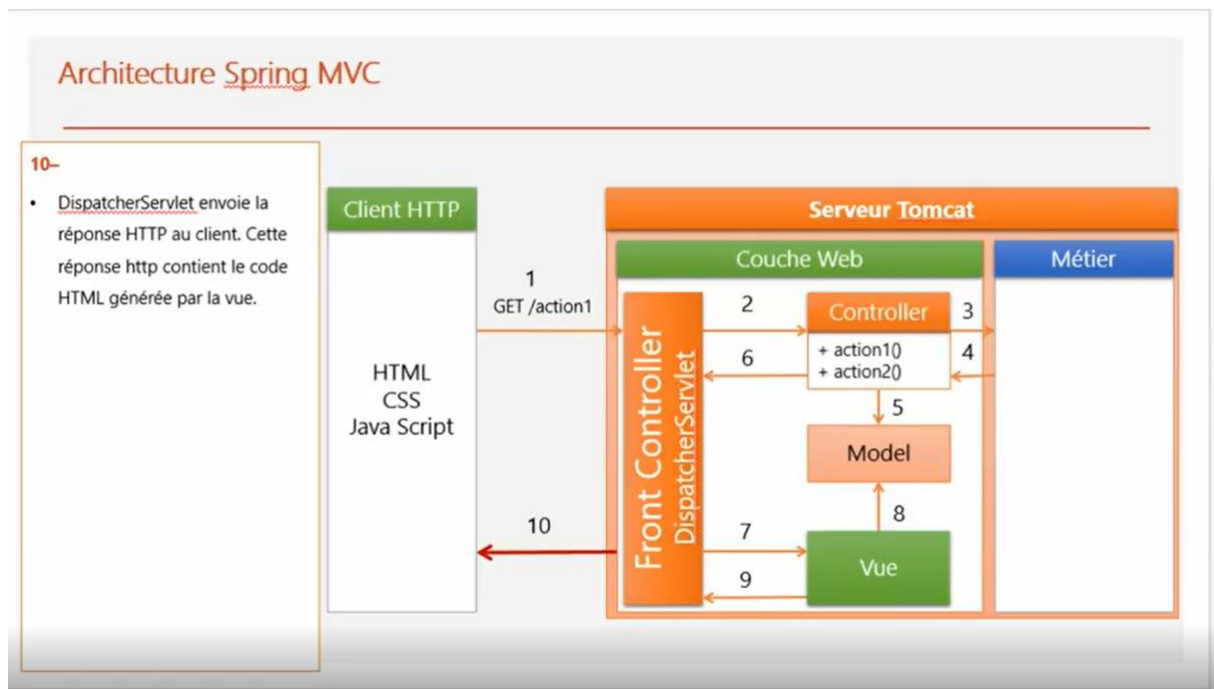 Architecture Spring MVC
10–
• DispatcherServlet envoie la
réponse HTTP au client. Cette
réponse http contient le code
HTML générée par la vue.
Client HTTP
HTML
CSS
Java Script
1
GET /action1
10
Serveur Tomcat
Couche Web
Métier
Front Controller
DispatcherServlet
2
Controller
3
6
+ action1()
+ action2()
4
5
Model
8
7
Vue
9